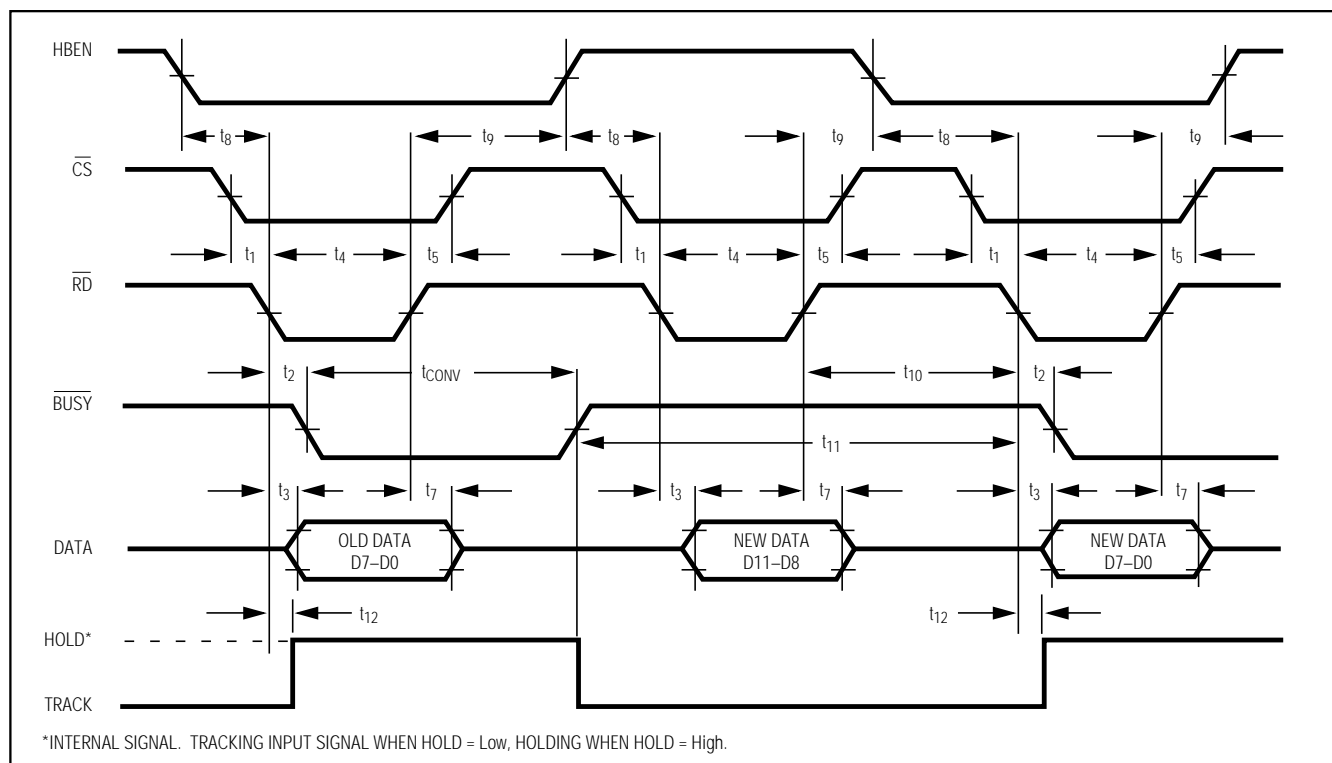 HBEN
t8 t9 t8 t9 t8 t9
CS
t1 t4 t5 t1 t4 t5 t1 t4 t5
RD
t2 tCONV t10 t2
BUSY
t11
t3 t7 t3 t7 t3 t7
DATA
OLD DATA
D7–D0
NEW DATA
D11–D8
NEW DATA
D7–D0
t12 t12
HOLD*
TRACK
*INTERNAL SIGNAL. TRACKING INPUT SIGNAL WHEN HOLD = Low, HOLDING WHEN HOLD = High.